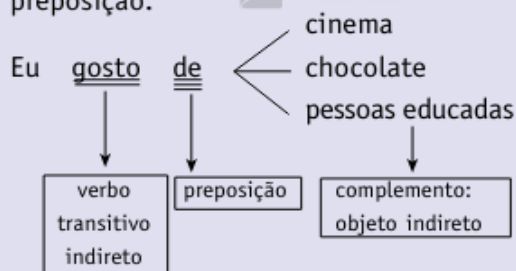 preposição.
cinema
Eu gosto de chocolate
pessoas educadas
verbo transitivo indireto
preposição
complemento: objeto indireto